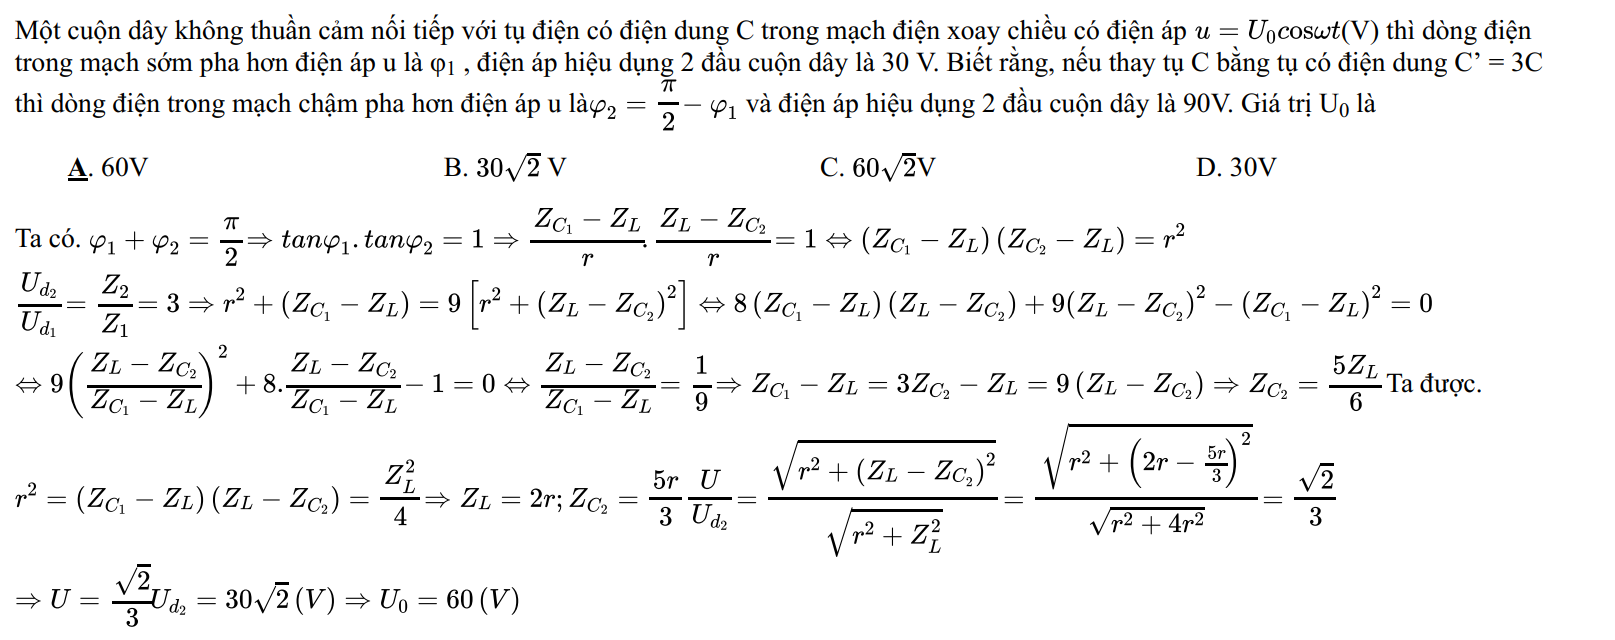 Một cuộn dây không thuần cảm nối tiếp với tụ điện có điện dung C trong mạch điện xoay chiều có điện áp $u = U_0 cos\omega t$(V) thì dòng điện
trong mạch sớm pha hơn điện áp u là φ₁ , điện áp hiệu dụng 2 đầu cuộn dây là 30 V. Biết rằng, nếu thay tụ C bằng tụ có điện dung C’ = 3C
thì dòng điện trong mạch chậm pha hơn điện áp u là$\varphi_2 = \frac{\pi}{2} - \varphi_1$ và điện áp hiệu dụng 2 đầu cuộn dây là 90V. Giá trị U₀ là
A. 60V B. $30\sqrt{2}$ V C. $60\sqrt{2}$V D. 30V
Ta có. $\varphi_1 + \varphi_2 = \frac{\pi}{2} \Rightarrow tan\varphi_1 . tan\varphi_2 = 1 \Rightarrow \frac{Z_{C_1} - Z_L}{r} . \frac{Z_L - Z_{C_2}}{r} = 1 \Leftrightarrow (Z_{C_1} - Z_L)(Z_{C_2} - Z_L) = r^2$
$\frac{U_{d_2}}{U_{d_1}} = \frac{Z_2}{Z_1} = 3 \Rightarrow r^2 + (Z_{C_1} - Z_L) = 9\left[r^2 + (Z_L - Z_{C_2})^2\right] \Leftrightarrow 8(Z_{C_1} - Z_L)(Z_L - Z_{C_2}) + 9(Z_L - Z_{C_2})^2 - (Z_{C_1} - Z_L)^2 = 0$
$\Leftrightarrow 9\left(\frac{Z_L - Z_{C_2}}{Z_{C_1} - Z_L}\right)^2 + 8.\frac{Z_L - Z_{C_2}}{Z_{C_1} - Z_L} - 1 = 0 \Leftrightarrow \frac{Z_L - Z_{C_2}}{Z_{C_1} - Z_L} = \frac{1}{9} \Rightarrow Z_{C_1} - Z_L = 3Z_{C_2} - Z_L = 9(Z_L - Z_{C_2}) \Rightarrow Z_{C_2} = \frac{5Z_L}{6}$ Ta được.
$r^2 = (Z_{C_1} - Z_L)(Z_L - Z_{C_2}) = \frac{Z_L^2}{4} \Rightarrow Z_L = 2r; Z_{C_2} = \frac{5r}{3} \frac{U}{U_{d_2}} = \frac{\sqrt{r^2 + (Z_L - Z_{C_2})^2}}{\sqrt{r^2 + Z_L^2}} = \frac{\sqrt{r^2 + \left(2r - \frac{5r}{3}\right)^2}}{\sqrt{r^2 + 4r^2}} = \frac{\sqrt{2}}{3}$
$\Rightarrow U = \frac{\sqrt{2}}{3} U_{d_2} = 30\sqrt{2}\,(V) \Rightarrow U_0 = 60\,(V)$